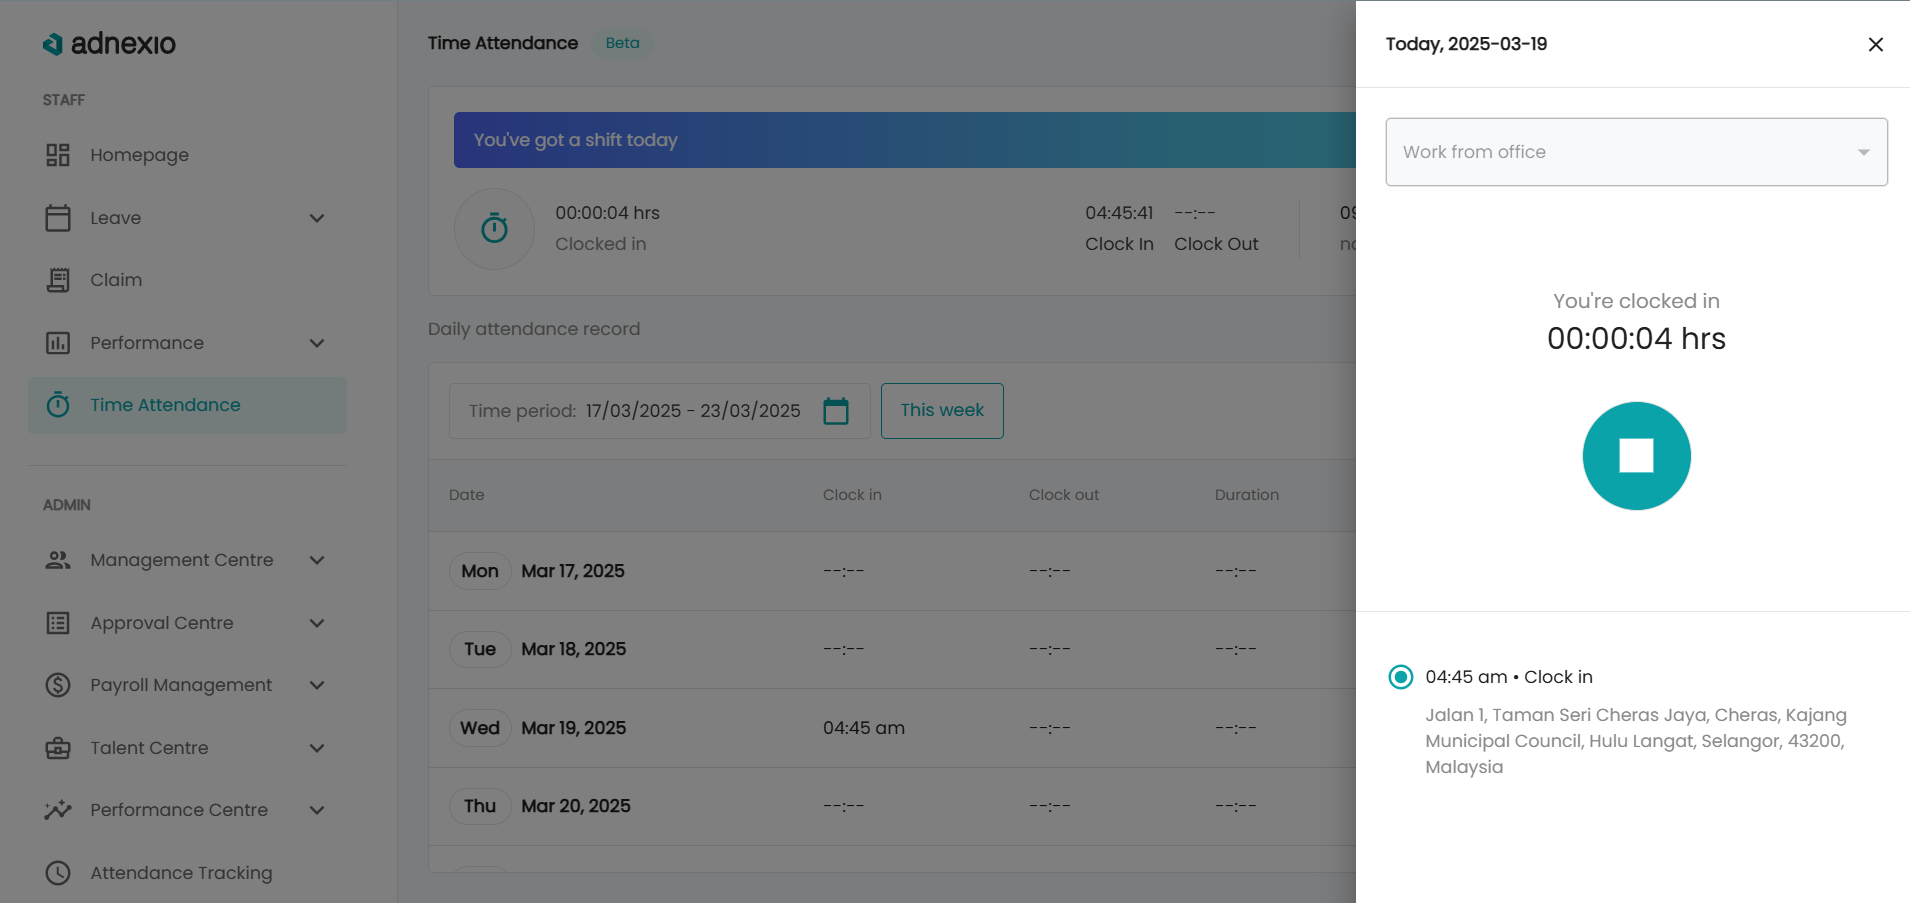 adnexio
STAFF
Homepage
Leave
Claim
Performance
Time Attendance
ADMIN
Management Centre
Approval Centre
Payroll Management
Talent Centre
Performance Centre
Attendance Tracking
Time Attendance Beta
You've got a shift today
00:00:04 hrs
Clocked in
04:45:41 --:--
Clock In Clock Out
Daily attendance record
Time period: 17/03/2025 - 23/03/2025 This week
Date Clock in Clock out Duration
Mon Mar 17, 2025 --:-- --:-- --:--
Tue Mar 18, 2025 --:-- --:-- --:--
Wed Mar 19, 2025 04:45 am --:-- --:--
Thu Mar 20, 2025 --:-- --:-- --:--
Today, 2025-03-19
Work from office
You're clocked in
00:00:04 hrs
04:45 am • Clock in
Jalan 1, Taman Seri Cheras Jaya, Cheras, Kajang
Municipal Council, Hulu Langat, Selangor, 43200,
Malaysia